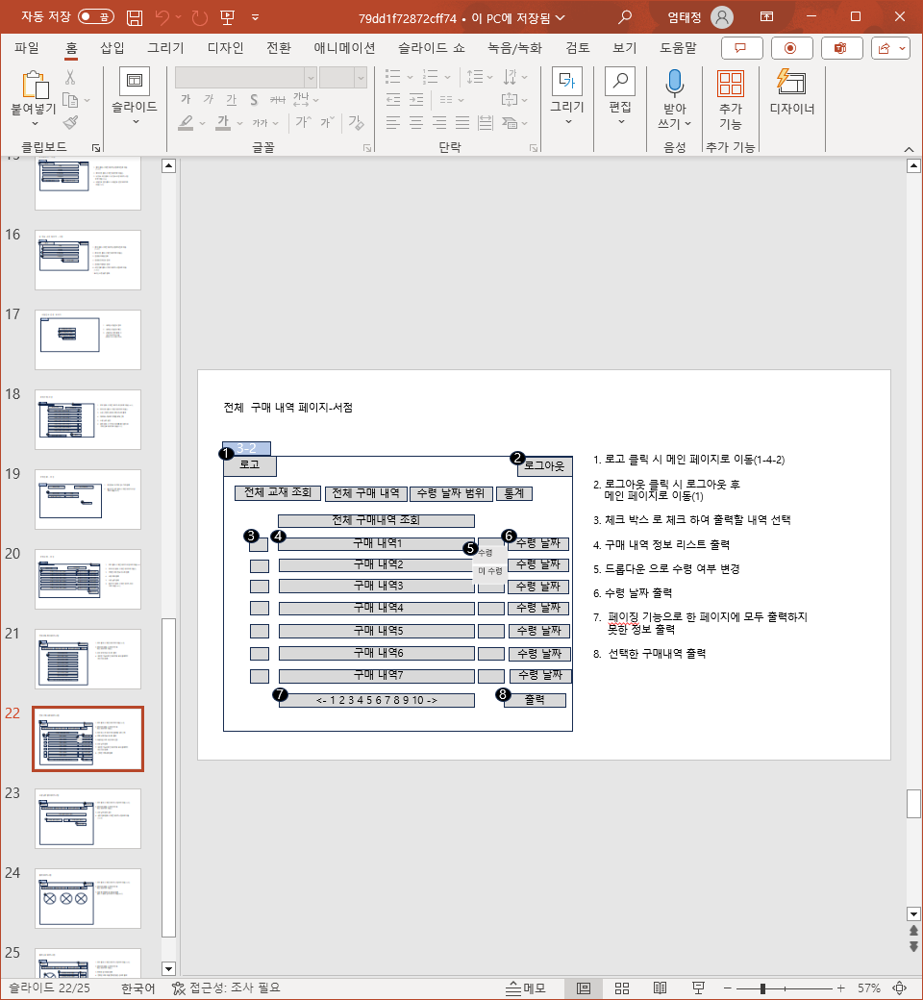 자동 저장 끔 79dd1f72872cff74 • 이 PC에 저장됨 엄태정
파일 홈 삽입 그리기 디자인 전환 애니메이션 슬라이드 쇼 녹음/녹화 검토 보기 도움말
붙여넣기 슬라이드 가 가 가 S 가나 가나 가 가가 가 가 가 그리기 편집 받아쓰기 추가 기능 디자이너
클립보드 글꼴 단락 음성 추가 기능
16
17
18
19
20
21
22
23
24
25
전체 구매 내역 페이지-서점
3-2
1 로고
2 로그아웃
전체 교재 조회 전체 구매 내역 수령 날짜 범위 통계
전체 구매내역 조회
3 4 구매 내역1 5 6 수령 날짜
수령
구매 내역2 수령 날짜
미 수령
구매 내역3 수령 날짜
구매 내역4 수령 날짜
구매 내역5 수령 날짜
구매 내역6 수령 날짜
구매 내역7 수령 날짜
7 <- 1 2 3 4 5 6 7 8 9 10 -> 8 출력
1. 로고 클릭 시 메인 페이지로 이동(1-4-2)
2. 로그아웃 클릭 시 로그아웃 후
메인 페이지로 이동(1)
3. 체크 박스 로 체크 하여 출력할 내역 선택
4. 구매 내역 정보 리스트 출력
5. 드롭다운 으로 수령 여부 변경
6. 수령 날짜 출력
7. 페이징 기능으로 한 페이지에 모두 출력하지
못한 정보 출력
8. 선택한 구매내역 출력
슬라이드 22/25 한국어 접근성: 조사 필요 메모 57%